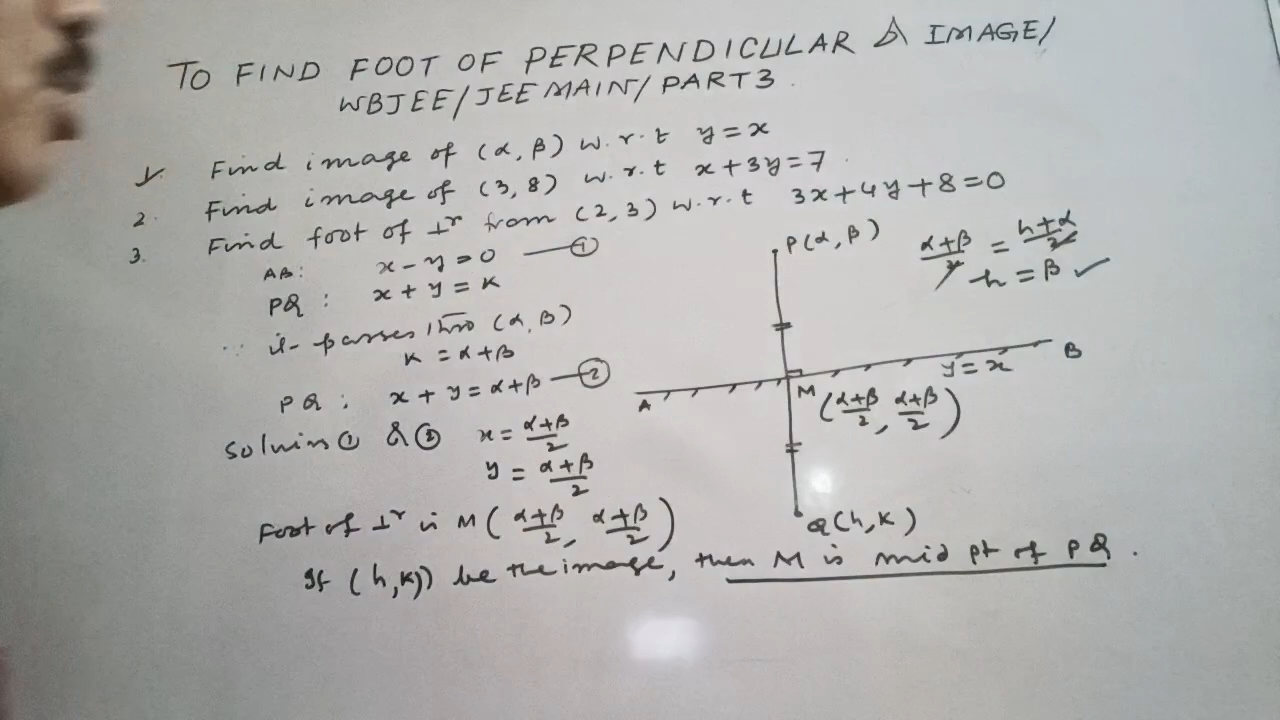 TO FIND FOOT OF PERPENDICULAR & IMAGE/
WBJEE/JEE MAIN/PART 3.
1. Find image of (α, β) w.r.t y = x
2. Find image of (3, 8) w.r.t x + 3y = 7.
3. Find foot of ⊥r from (2, 3) w.r.t 3x + 4y + 8 = 0
AB: x - y = 0 — ①
PQ: x + y = K
∵ it passes thro (α, β)
K = α + β
PQ: x + y = α + β — ②
Solvin ① & ② x = (α+β)/2
y = (α+β)/2
Foot of ⊥r is M ((α+β)/2, (α+β)/2)
If (h, K)) be the image, then M is mid pt of PQ.
P(α, β)
(α+β)/2 = (h+α)/2
h = β ✓
B
y = x
A
M
((α+β)/2, (α+β)/2)
Q(h, K)